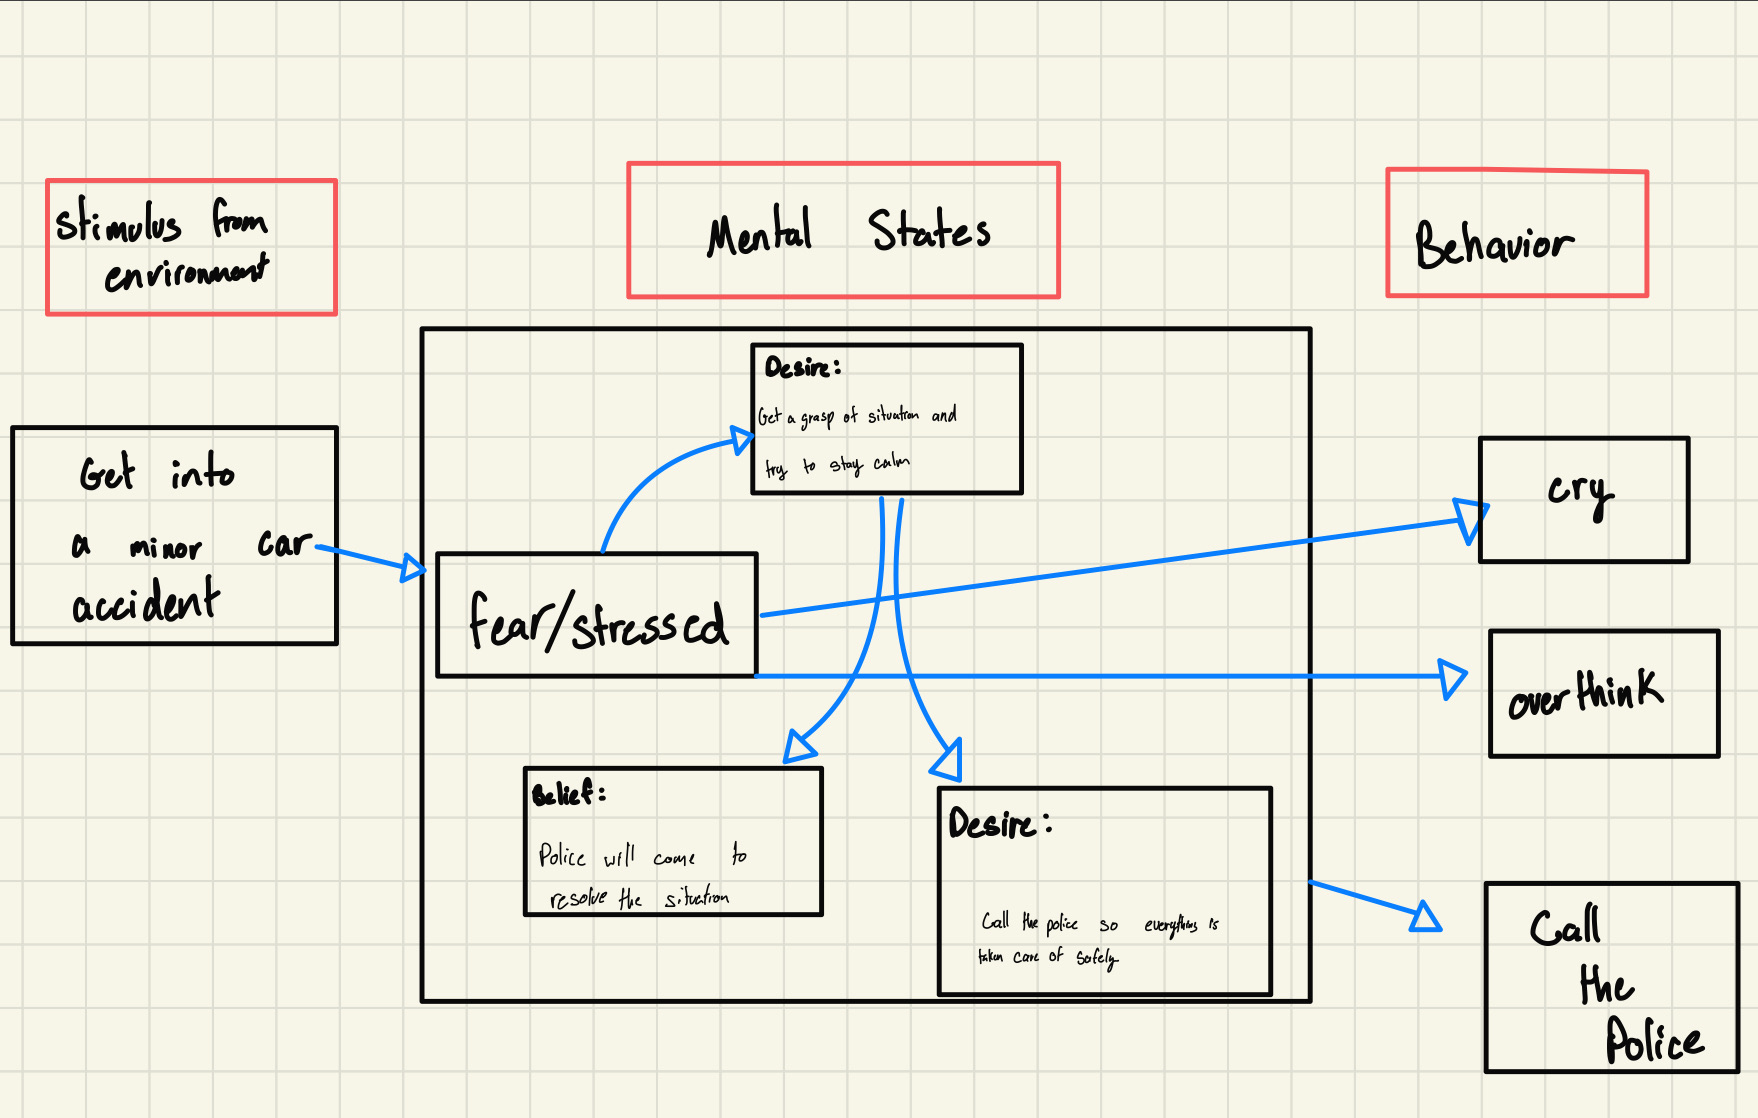 Stimulus from
environment
Mental States
Behavior
Get into
a minor car
accident
fear/stressed
Desire:
Get a grasp of situation and
try to stay calm
Belief:
Police will come to
resolve the situation
Desire:
Call the police so everything is
taken care of safely
cry
overthink
Call
the
Police